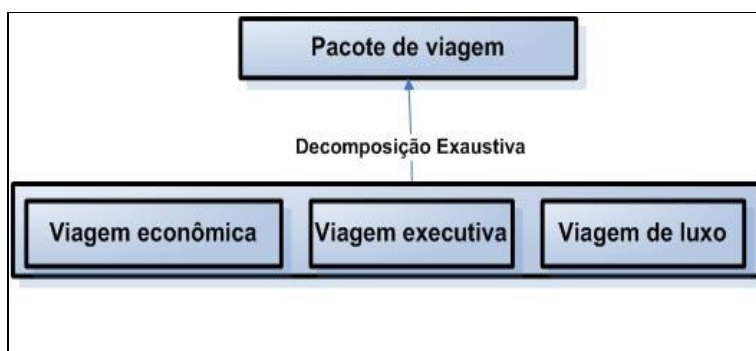 Pacote de viagem
Decomposição Exaustiva
Viagem econômica
Viagem executiva
Viagem de luxo